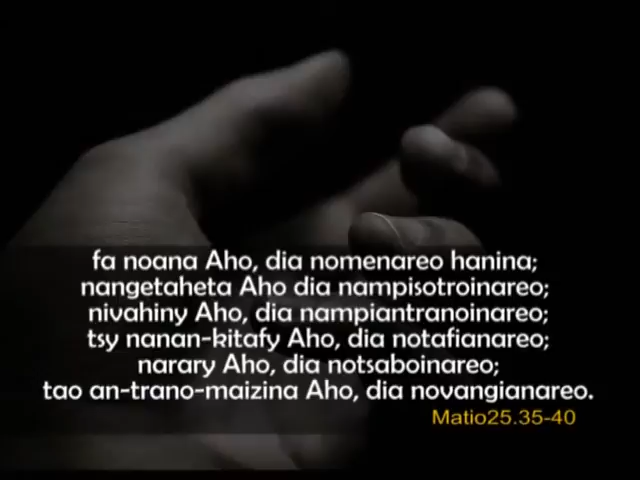 fa noana Aho, dia nomenareo hanina;
nangetaheta Aho dia nampisotroinareo;
nivahiny Aho, dia nampiantranoinareo;
tsy nanan-kitafy Aho, dia notafianareo;
narary Aho, dia notsaboinareo;
tao an-trano-maizina Aho, dia novangianareo.
Matio25.35-40